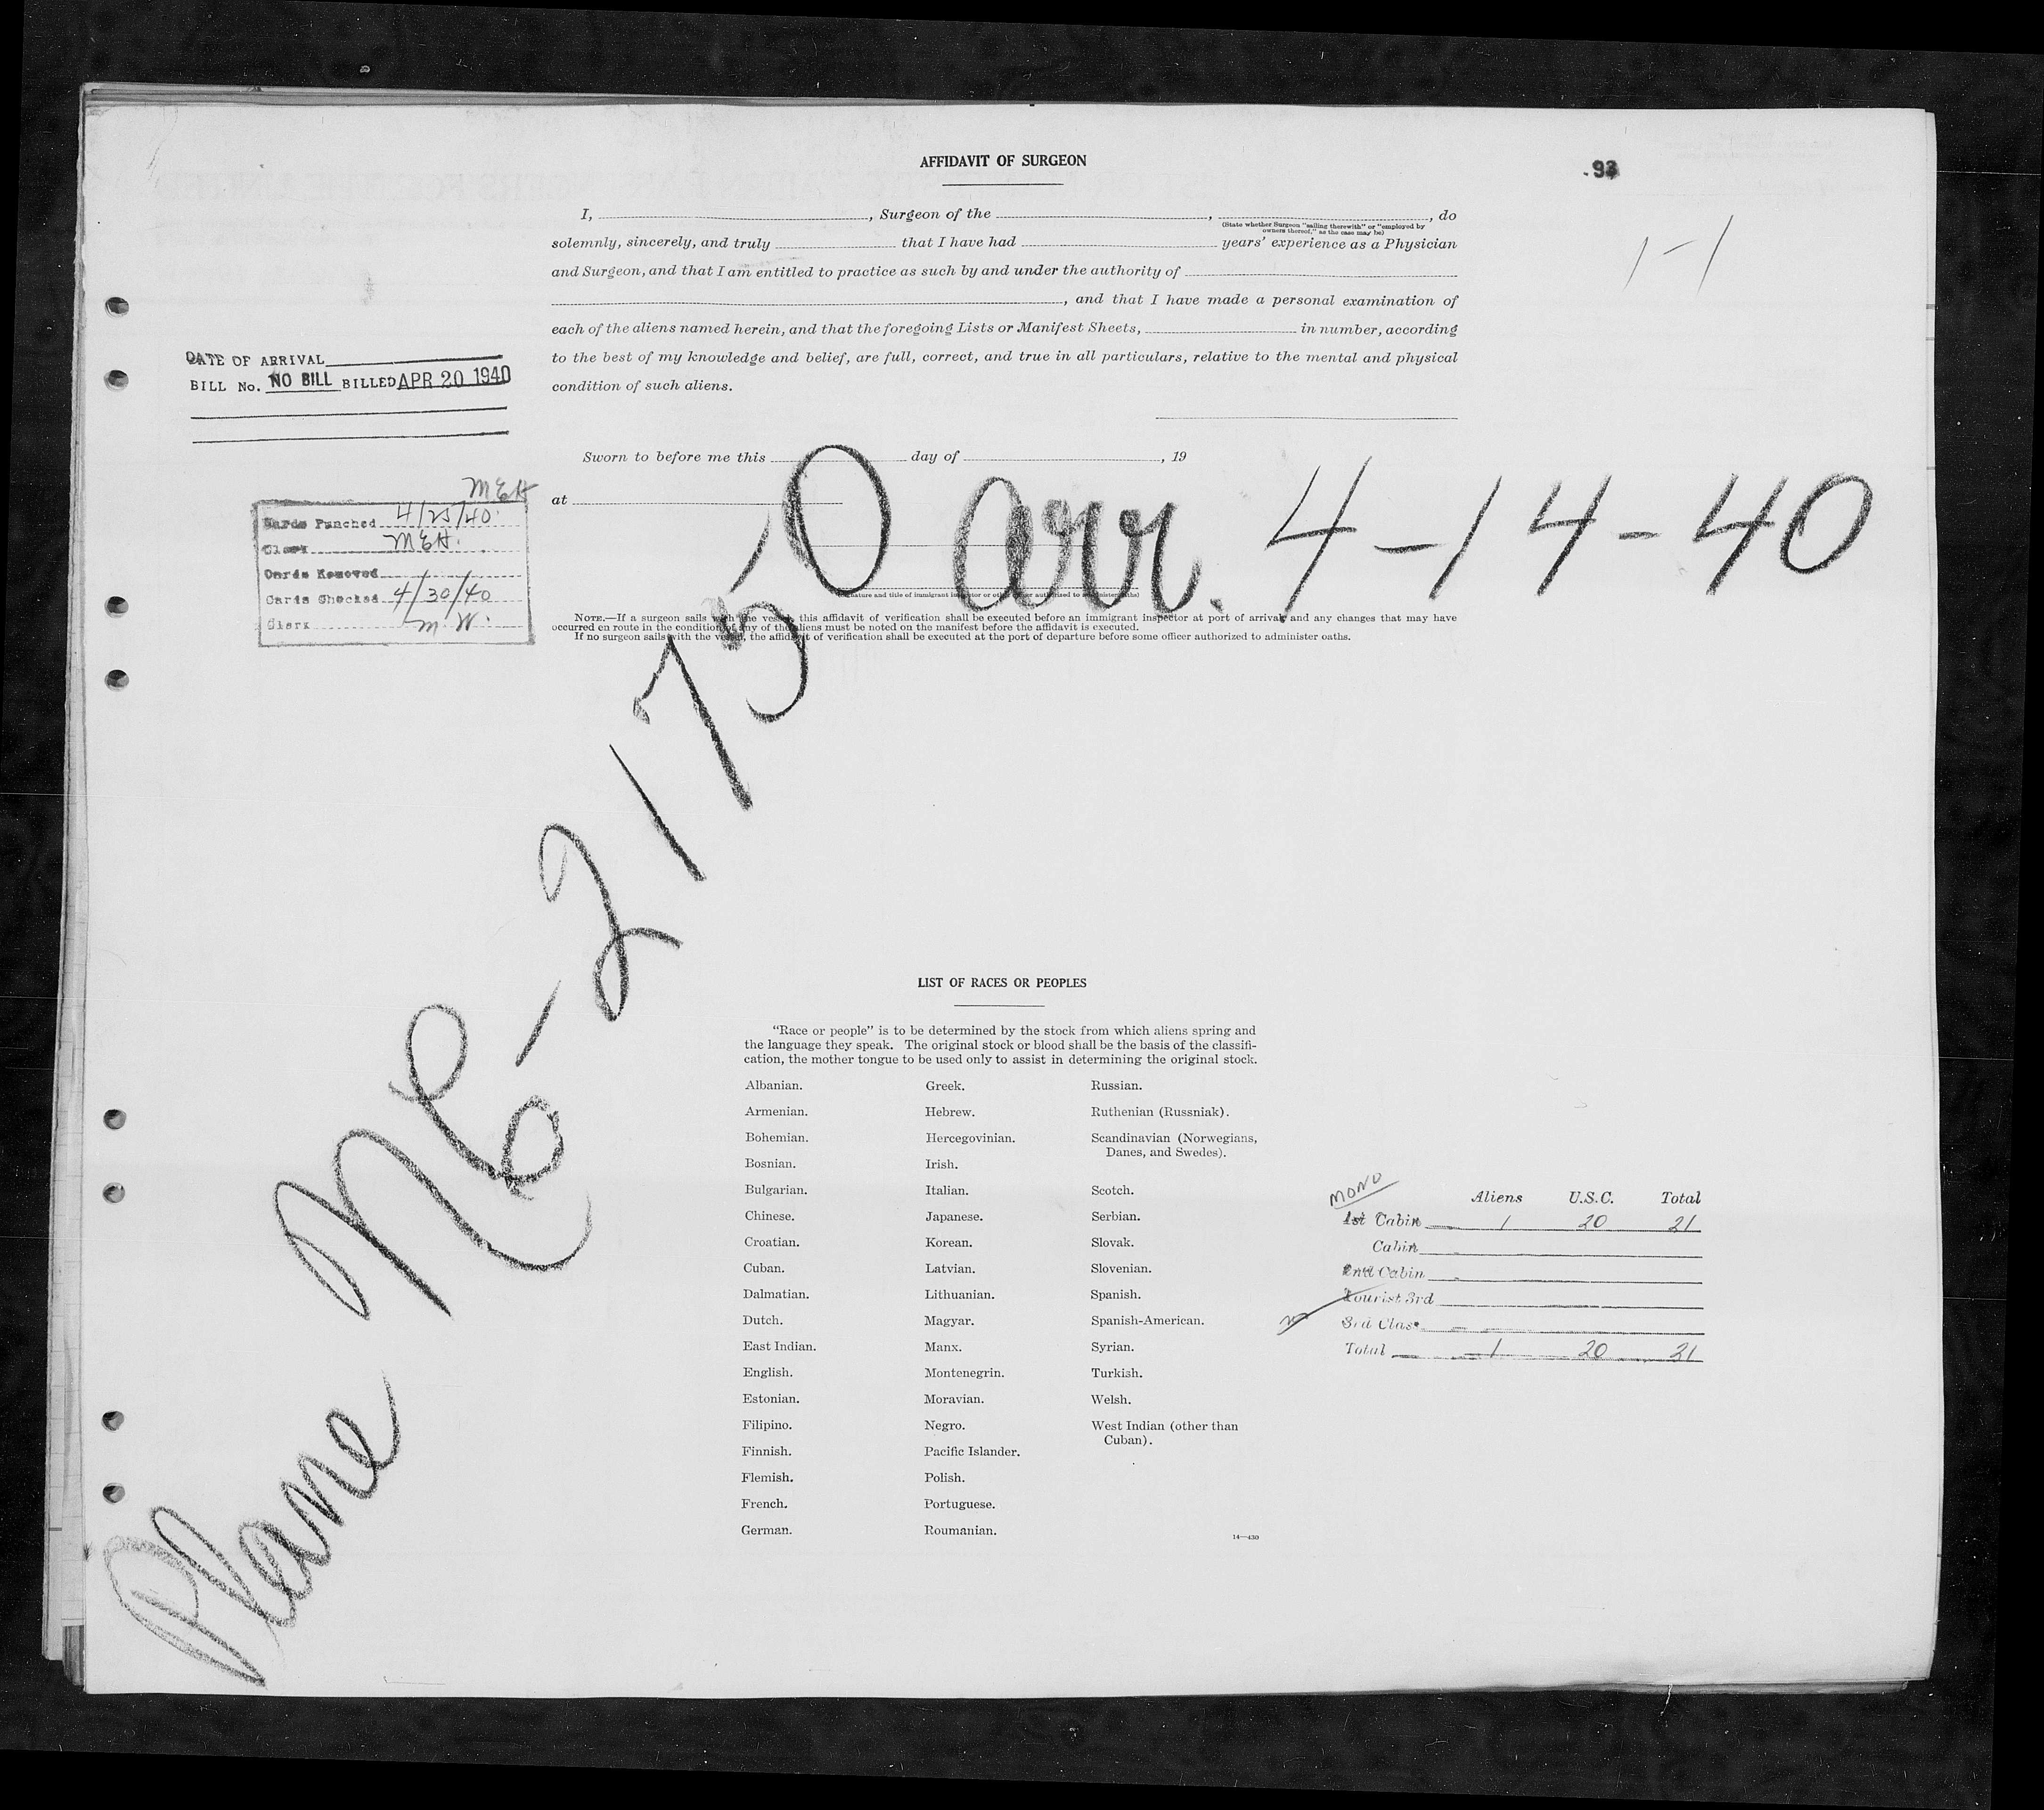 AFFIDAVIT OF SURGEON
93
1-1
I, , Surgeon of the , , do
(State whether Surgeon "sailing therewith" or "employed by
owners thereof," as the case may be)
solemnly, sincerely, and truly that I have had years' experience as a Physician
and Surgeon, and that I am entitled to practice as such by and under the authority of
, and that I have made a personal examination of
each of the aliens named herein, and that the foregoing Lists or Manifest Sheets, in number, according
to the best of my knowledge and belief, are full, correct, and true in all particulars, relative to the mental and physical
condition of such aliens.
DATE OF ARRIVAL
BILL No. NO BILL BILLED APR 20 1940
Sworn to before me this day of , 19
at
MEH
Cards Punched 4/25/40
Clerk MEH.
Cards Removed
Cards Checked 4/30/40
Clerk M.W.
Plane NC-21750 arr. 4-14-40
(Signature and title of immigrant inspector or other officer authorized to administer oaths)
NOTE.—If a surgeon sails with the vessel, this affidavit of verification shall be executed before an immigrant inspector at port of arrival, and any changes that may have
occurred en route in the condition of any of the aliens must be noted on the manifest before the affidavit is executed.
If no surgeon sails with the vessel, the affidavit of verification shall be executed at the port of departure before some officer authorized to administer oaths.
LIST OF RACES OR PEOPLES
"Race or people" is to be determined by the stock from which aliens spring and
the language they speak. The original stock or blood shall be the basis of the classifi-
cation, the mother tongue to be used only to assist in determining the original stock.
Albanian.
Armenian.
Bohemian.
Bosnian.
Bulgarian.
Chinese.
Croatian.
Cuban.
Dalmatian.
Dutch.
East Indian.
English.
Estonian.
Filipino.
Finnish.
Flemish.
French.
German.
Greek.
Hebrew.
Hercegovinian.
Irish.
Italian.
Japanese.
Korean.
Latvian.
Lithuanian.
Magyar.
Manx.
Montenegrin.
Moravian.
Negro.
Pacific Islander.
Polish.
Portuguese.
Roumanian.
Russian.
Ruthenian (Russniak).
Scandinavian (Norwegians,
Danes, and Swedes).
Scotch.
Serbian.
Slovak.
Slovenian.
Spanish.
Spanish-American.
Syrian.
Turkish.
Welsh.
West Indian (other than
Cuban).
14—430
MONO
Aliens U.S.C. Total
1st Cabin 1 20 21
Cabin
2nd Cabin
Tourist 3rd
3rd Class
Total 1 20 21